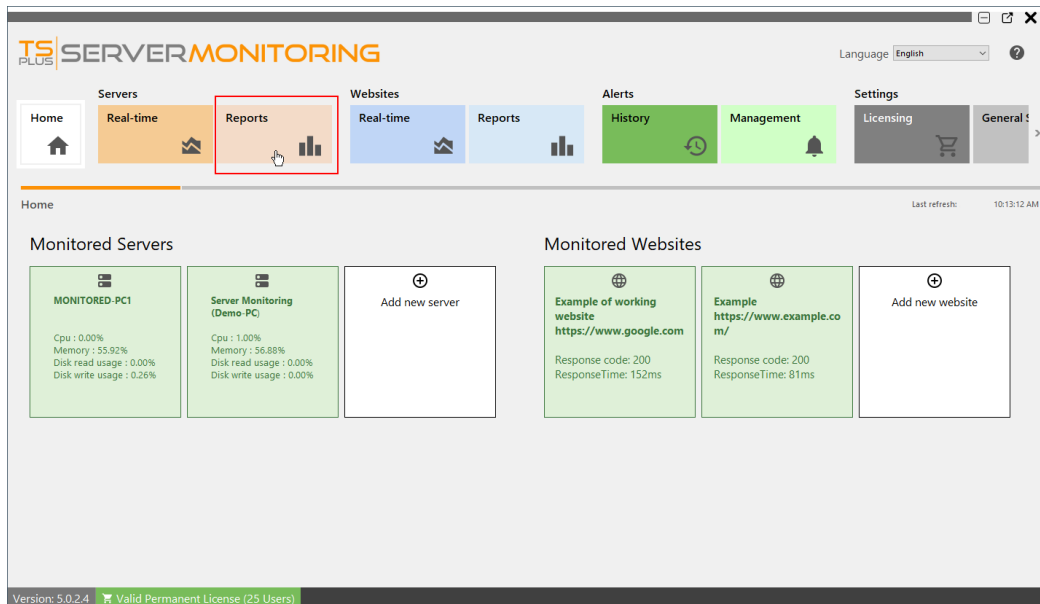 TS PLUS SERVERMONITORING
Language English
Servers
Websites
Alerts
Settings
Home
Real-time
Reports
Real-time
Reports
History
Management
Licensing
General
Home
Last refresh: 10:13:12 AM
Monitored Servers
Monitored Websites
MONITORED-PC1
Cpu : 0.00%
Memory : 55.92%
Disk read usage : 0.00%
Disk write usage : 0.26%
Server Monitoring
(Demo-PC)
Cpu : 1.00%
Memory : 56.88%
Disk read usage : 0.00%
Disk write usage : 0.00%
Add new server
Example of working
website
https://www.google.com
Response code: 200
ResponseTime: 152ms
Example
https://www.example.co
m/
Response code: 200
ResponseTime: 81ms
Add new website
Version: 5.0.2.4
Valid Permanent License (25 Users)